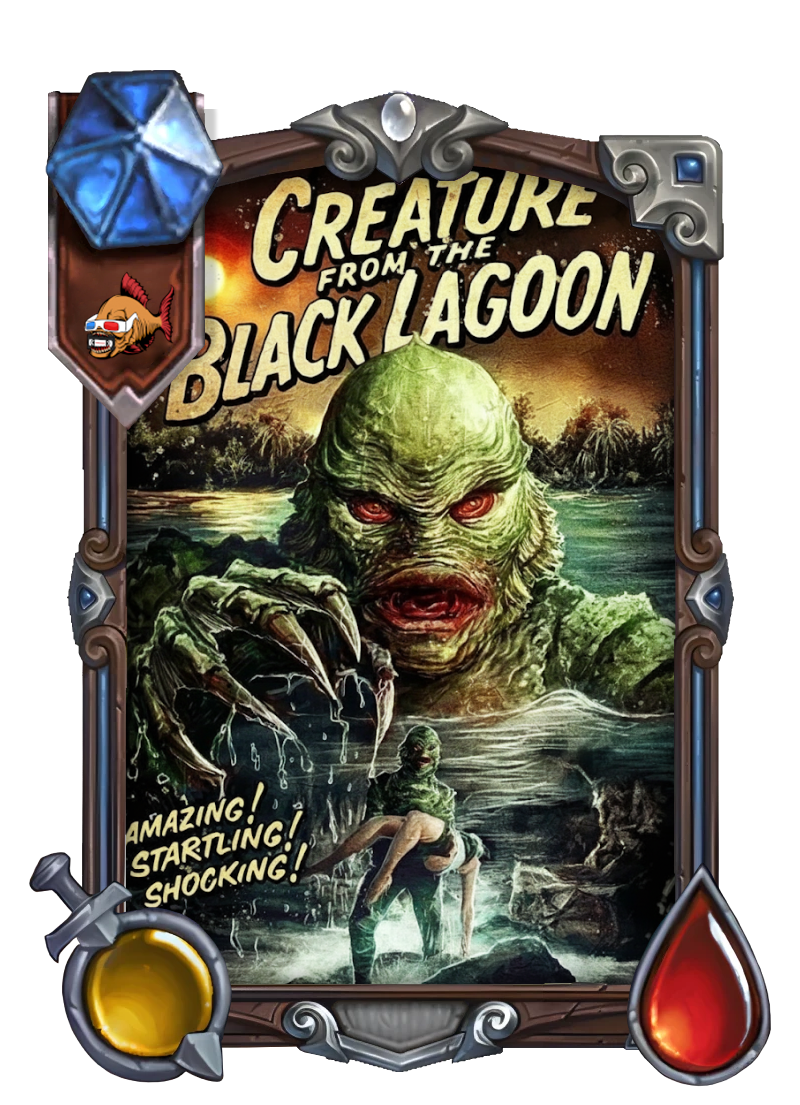 CREATURE
FROM THE
BLACK LAGOON
AMAZING!
STARTLING!
SHOCKING!